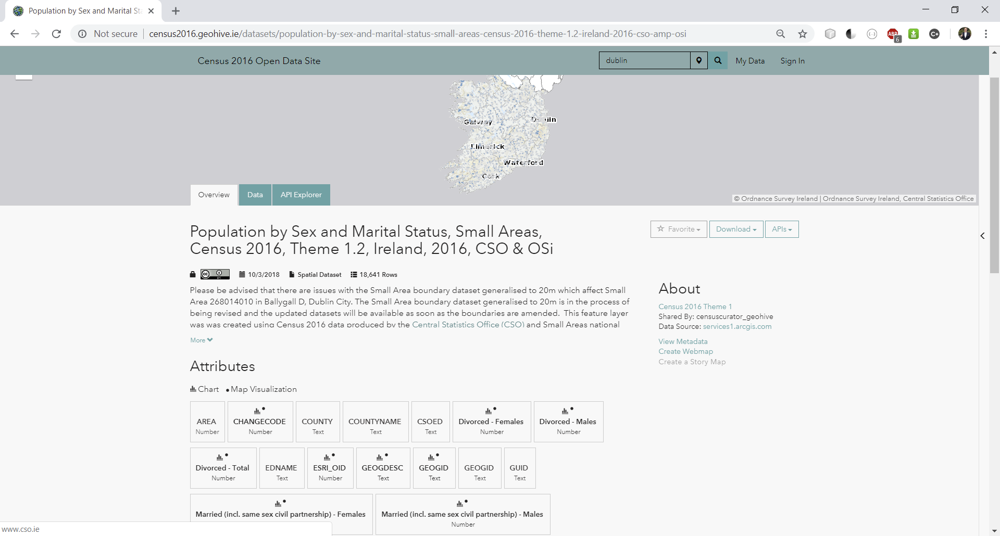 Population by Sex and Marital Sta
Not secure
census2016.geohive.ie/datasets/population-by-sex-and-marital-status-small-areas-census-2016-theme-1.2-ireland-2016-cso-amp-osi
ABP
6
C+
Census 2016 Open Data Site
dublin
My Data
Sign In
Galway
Limerick
Waterford
Cork
Overview
Data
API Explorer
© Ordnance Survey Ireland | Ordnance Survey Ireland, Central Statistics Office
Population by Sex and Marital Status, Small Areas,
Census 2016, Theme 1.2, Ireland, 2016, CSO & OSi
Favorite
Download
APIs
cc BY
10/3/2018
Spatial Dataset
18,641 Rows
Please be advised that there are issues with the Small Area boundary dataset generalised to 20m which affect Small
Area 268014010 in Ballygall D, Dublin City. The Small Area boundary dataset generalised to 20m is in the process of
being revised and the updated datasets will be available as soon as the boundaries are amended. This feature layer
was was created using Census 2016 data produced by the Central Statistics Office (CSO) and Small Areas national
More
About
Census 2016 Theme 1
Shared By: censuscurator_geohive
Data Source: services1.arcgis.com
View Metadata
Create Webmap
Create a Story Map
Attributes
Chart
Map Visualization
AREA
Number
CHANGECODE
Number
COUNTY
Text
COUNTYNAME
Text
CSOED
Text
Divorced - Females
Number
Divorced - Males
Number
Divorced - Total
Number
EDNAME
Text
ESRI_OID
Number
GEOGDESC
Text
GEOGID
Text
GEOGID
Text
GUID
Text
Married (incl. same sex civil partnership) - Females
Married (incl. same sex civil partnership) - Males
Number
www.cso.ie